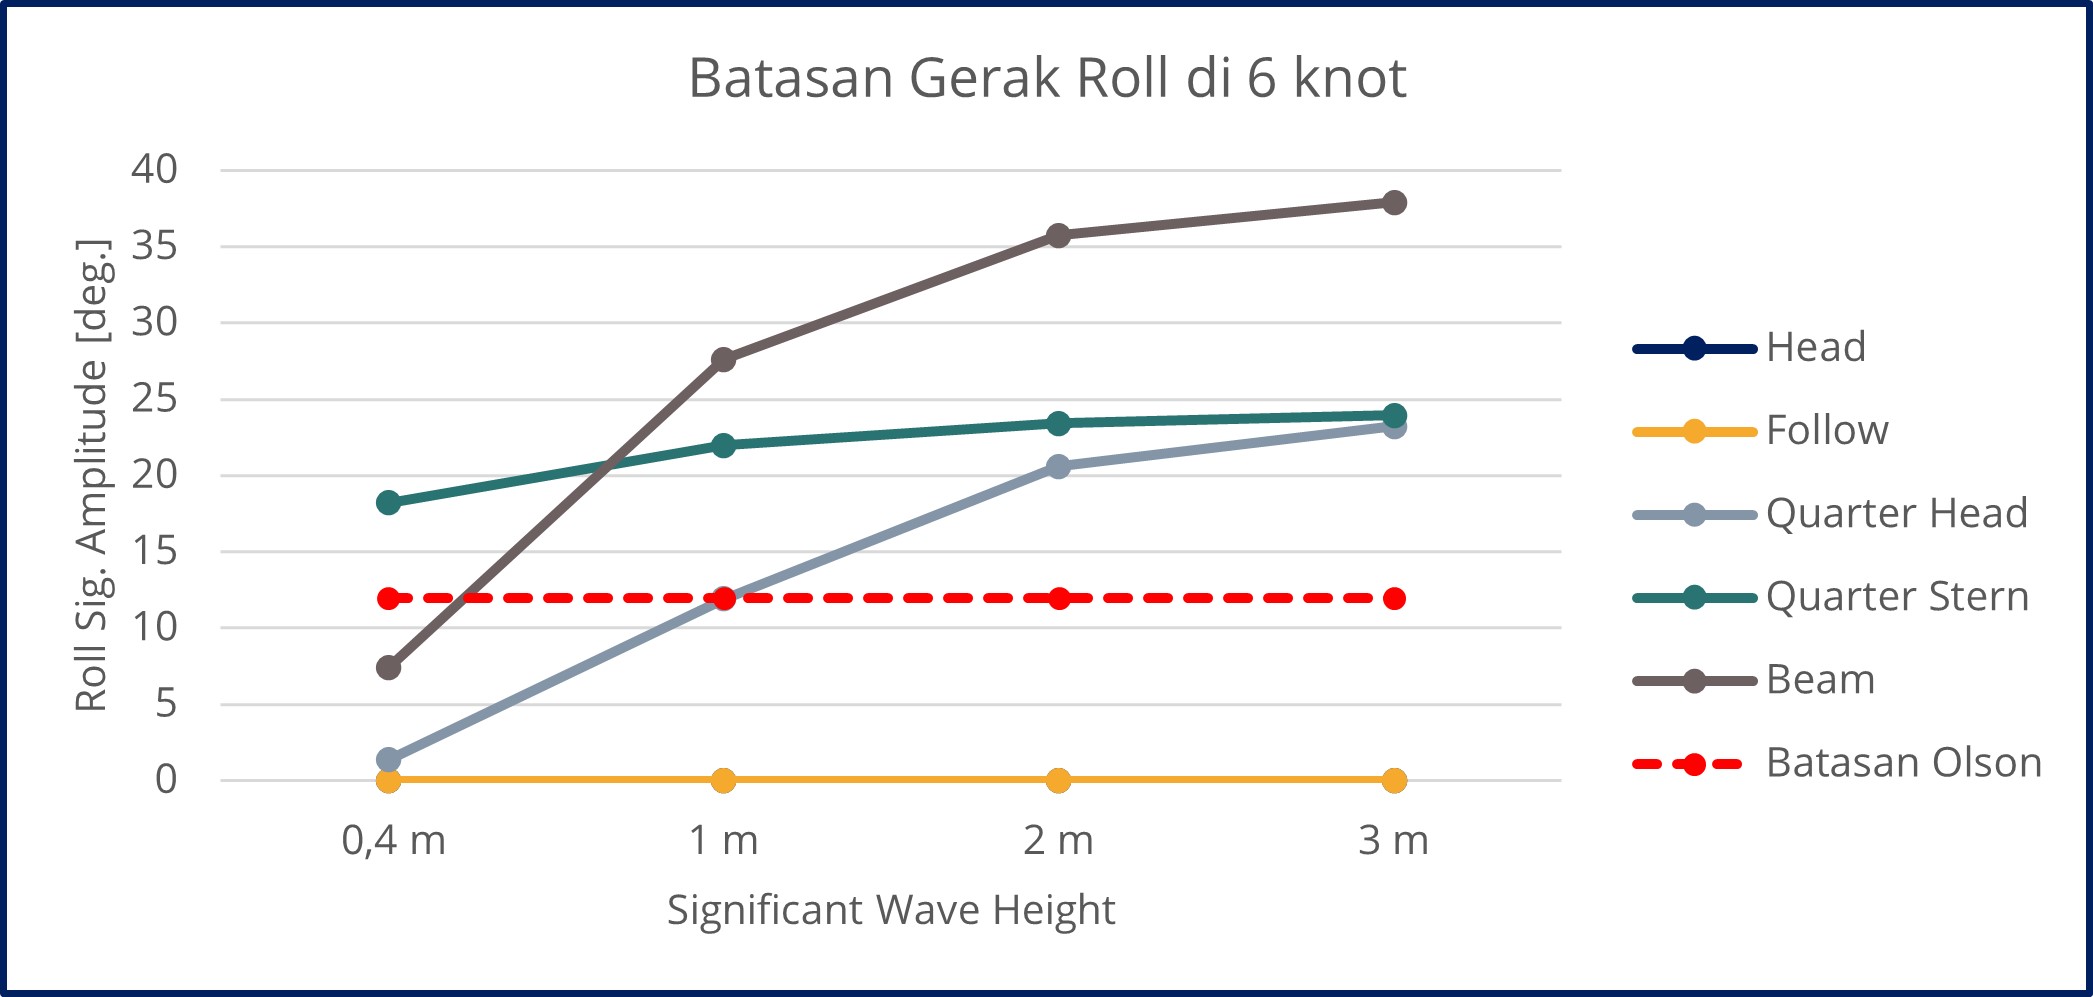 Batasan Gerak Roll di 6 knot
Roll Sig. Amplitude [deg.]
40
35
30
25
20
15
10
5
0
0,4 m
1 m
2 m
3 m
Significant Wave Height
Head
Follow
Quarter Head
Quarter Stern
Beam
Batasan Olson